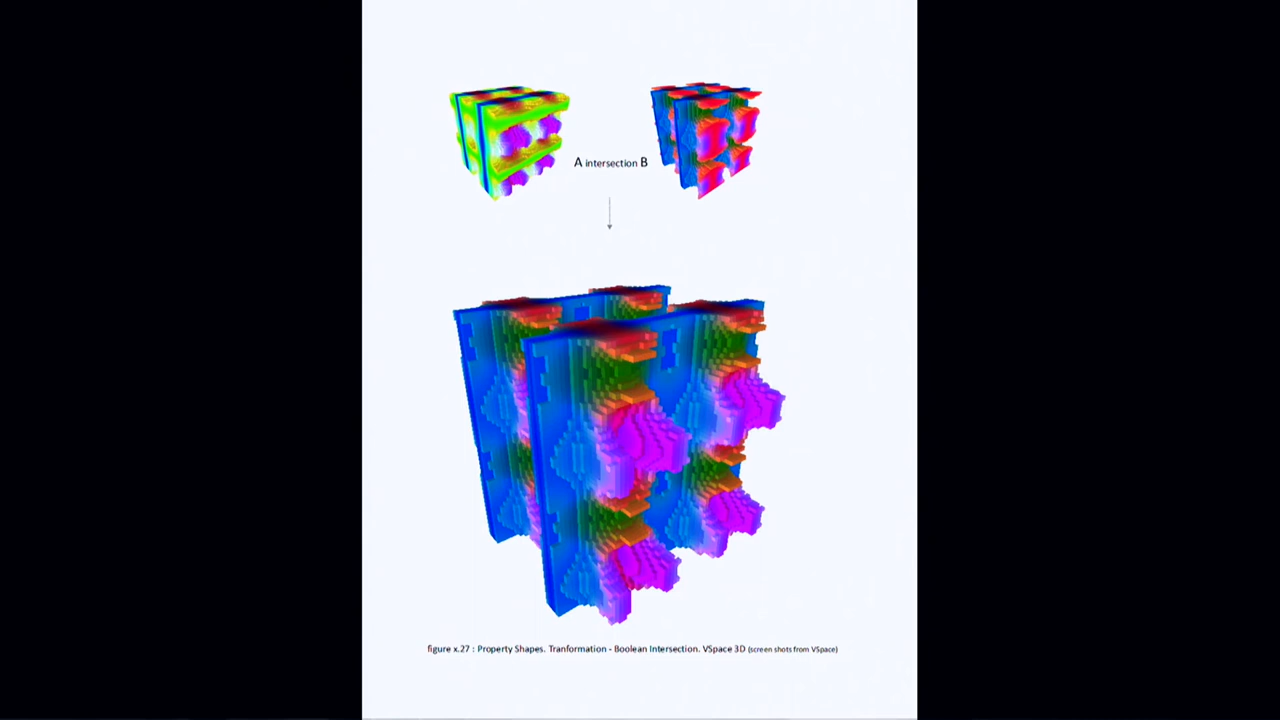 A intersection B
figure x.27 : Property Shapes. Tranformation - Boolean Intersection. VSpace 3D (screen shots from VSpace)